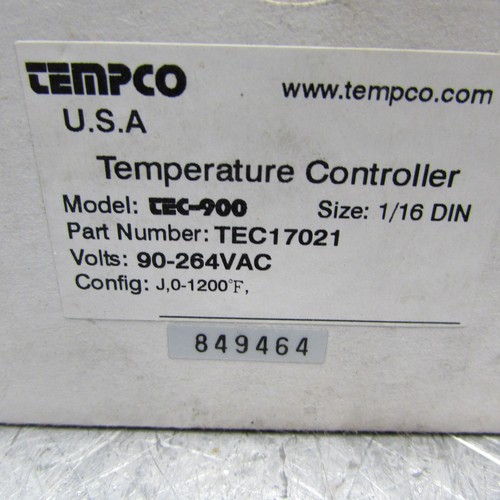 TEMPCO www.tempco.com
U.S.A
Temperature Controller
Model: TEC-900 Size: 1/16 DIN
Part Number: TEC17021
Volts: 90-264VAC
Config: J,0-1200°F,
849464